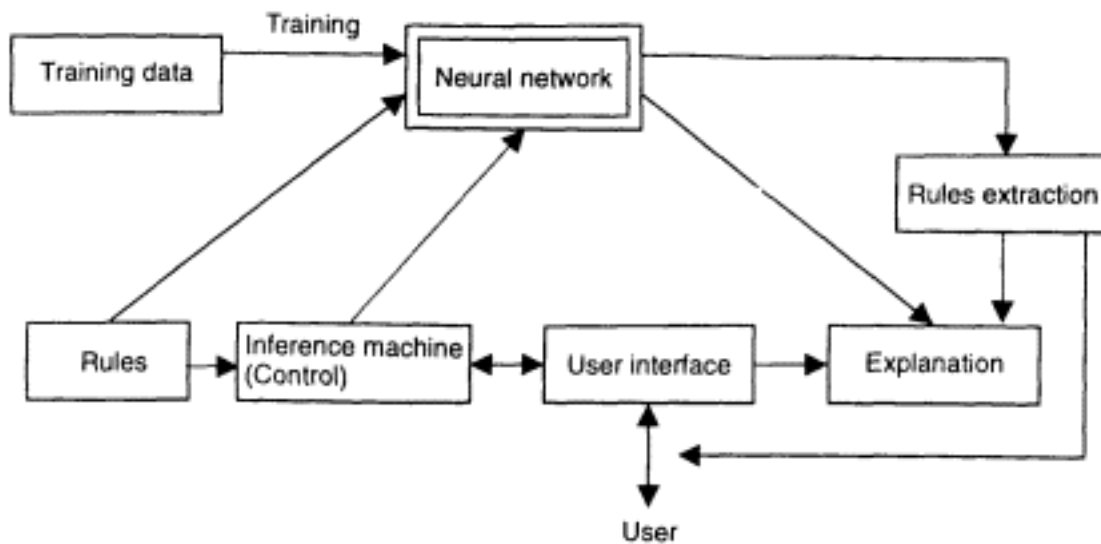 Training
Training data
Neural network
Rules extraction
Rules
Inference machine
(Control)
User interface
Explanation
User